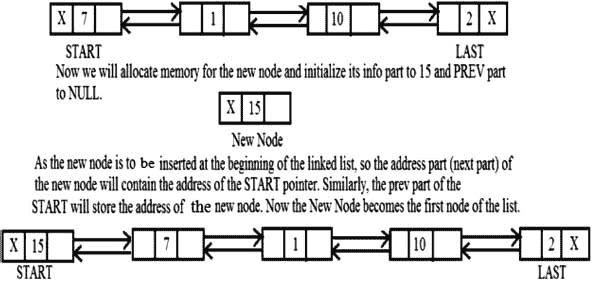 X 7 1 10 2 X
START LAST
Now we will allocate memory for the new node and initialize its info part to 15 and PREV part
to NULL.
X 15
New Node
As the new node is to be inserted at the beginning of the linked list, so the address part (next part) of
the new node will contain the address of the START pointer. Similarly, the prev part of the
START will store the address of the new node. Now the New Node becomes the first node of the list.
X 15 7 1 10 2 X
START LAST